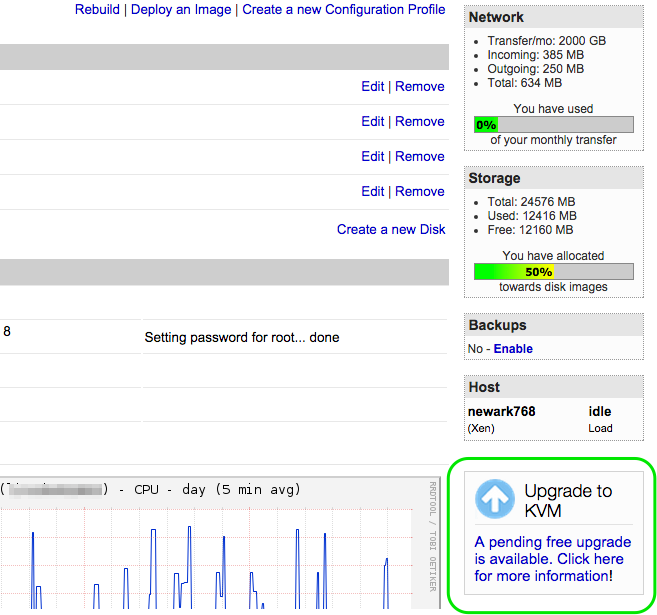 Rebuild | Deploy an Image | Create a new Configuration Profile
Edit | Remove
Edit | Remove
Edit | Remove
Edit | Remove
Create a new Disk
8
Setting password for root... done
) - CPU - day (5 min avg)
RRDTOOL / TOBI OETIKER
Network
Transfer/mo: 2000 GB
Incoming: 385 MB
Outgoing: 250 MB
Total: 634 MB
You have used
0%
of your monthly transfer
Storage
Total: 24576 MB
Used: 12416 MB
Free: 12160 MB
You have allocated
50%
towards disk images
Backups
No - Enable
Host
newark768 idle
(Xen) Load
Upgrade to
KVM
A pending free upgrade
is available. Click here
for more information!